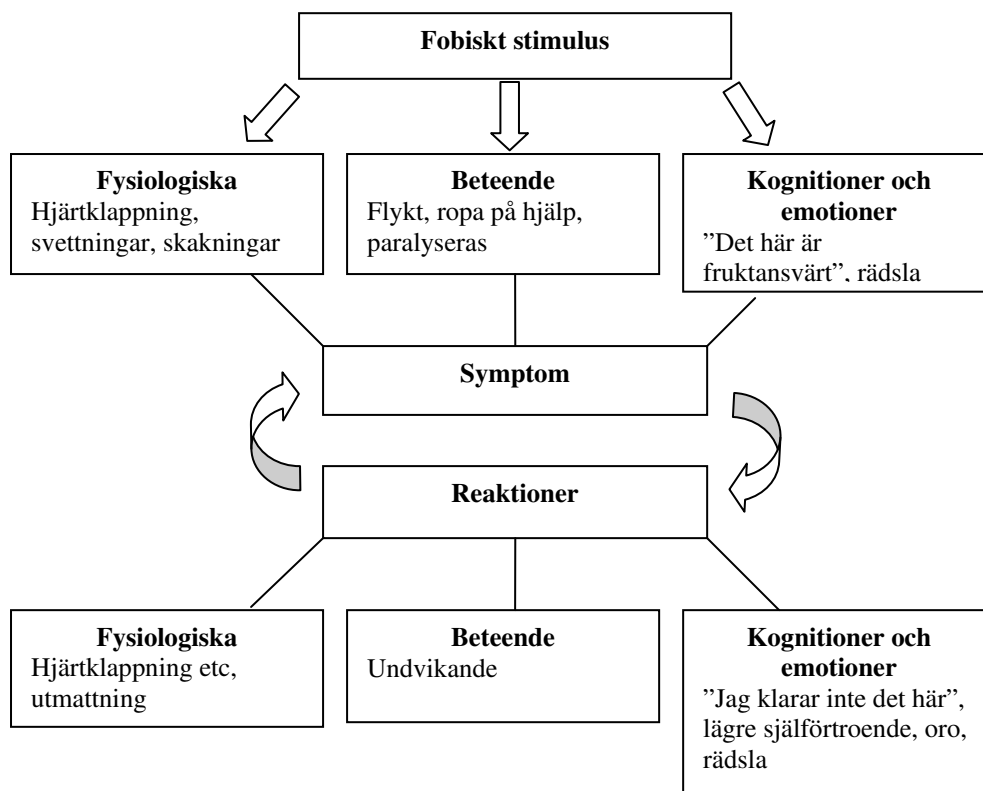 Fobiskt stimulus
Fysiologiska
Hjärtklappning,
svettningar, skakningar
Beteende
Flykt, ropa på hjälp,
paralyseras
Kognitioner och
emotioner
”Det här är
fruktansvärt”, rädsla
Symptom
Reaktioner
Fysiologiska
Hjärtklappning etc,
utmattning
Beteende
Undvikande
Kognitioner och
emotioner
”Jag klarar inte det här”,
lägre själförtroende, oro,
rädsla